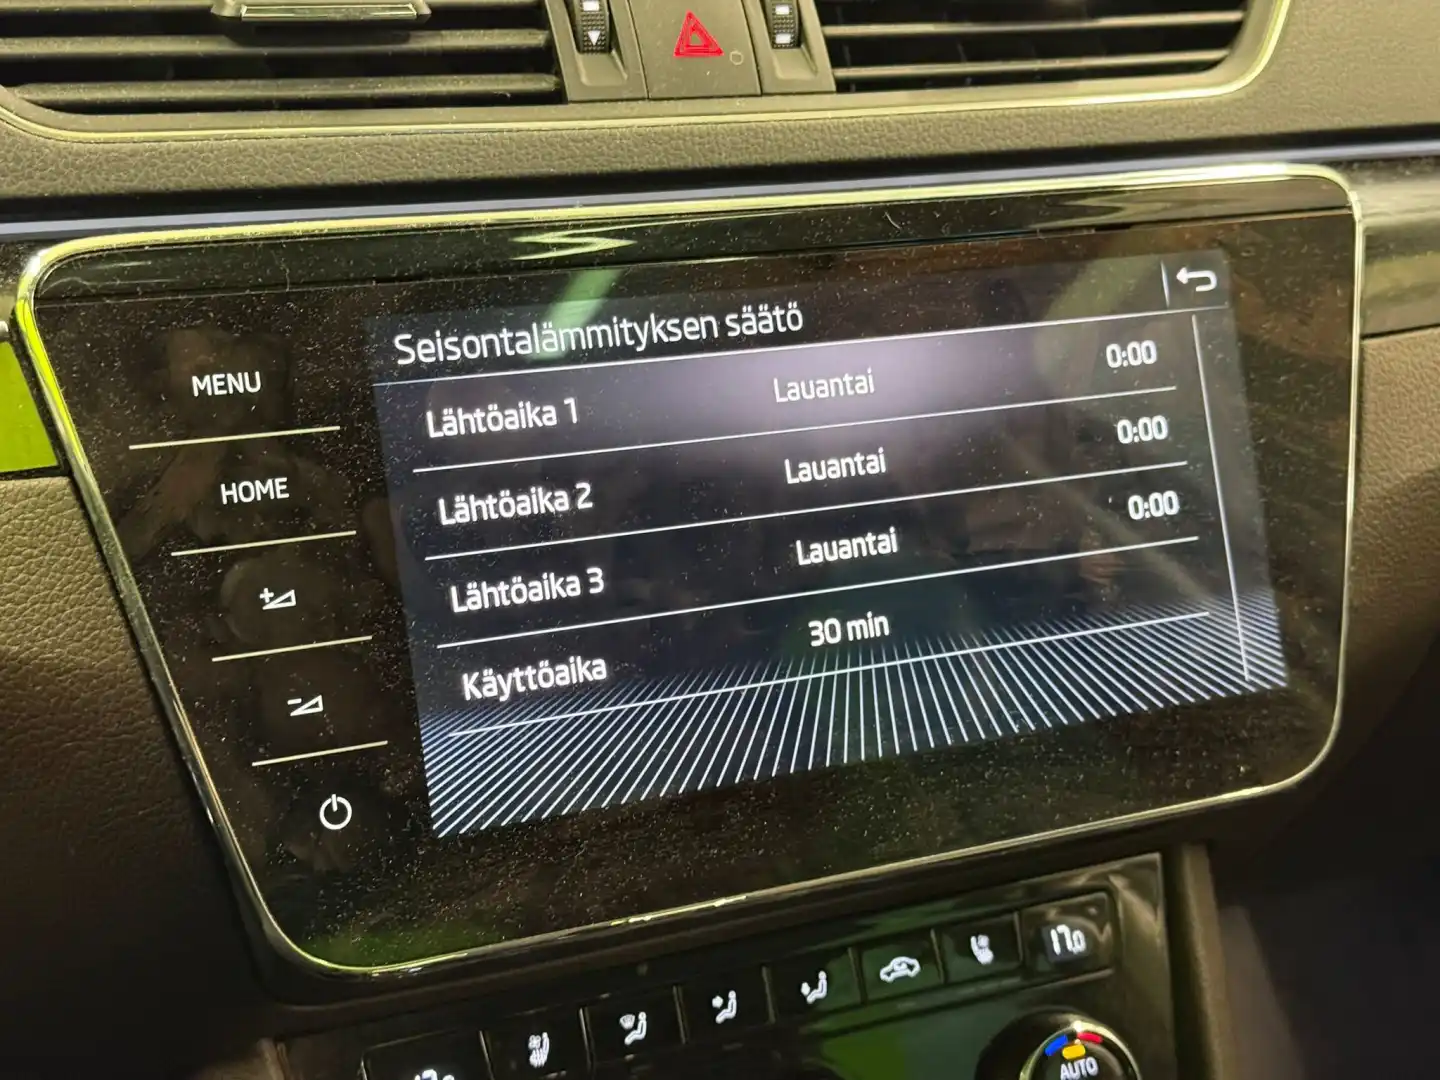 MENU
HOME
Seisontalämmityksen säätö
Lähtöaika 1 Lauantai 0:00
Lähtöaika 2 Lauantai 0:00
Lähtöaika 3 Lauantai 0:00
Käyttöaika 30 min
17.0
AUTO